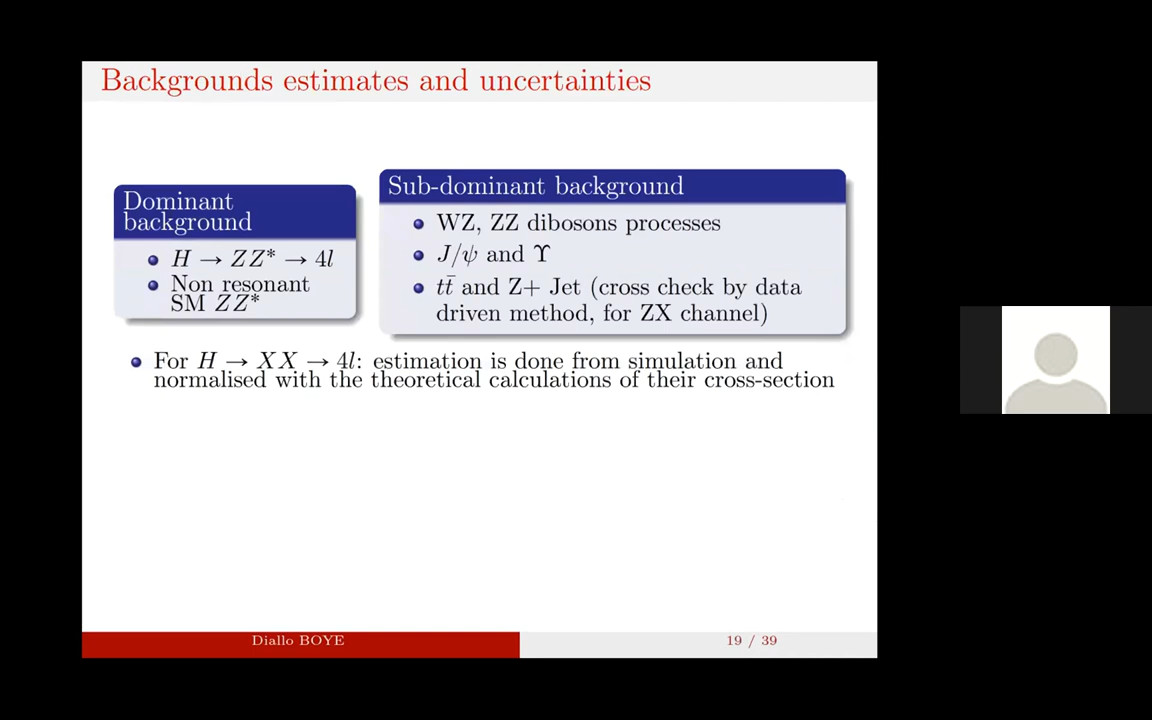 Backgrounds estimates and uncertainties
Dominant
background
H → ZZ* → 4l
Non resonant
SM ZZ*
Sub-dominant background
WZ, ZZ dibosons processes
J/ψ and ϒ
tt̄ and Z+ Jet (cross check by data
driven method, for ZX channel)
For H → XX → 4l: estimation is done from simulation and
normalised with the theoretical calculations of their cross-section
Diallo BOYE
19 / 39